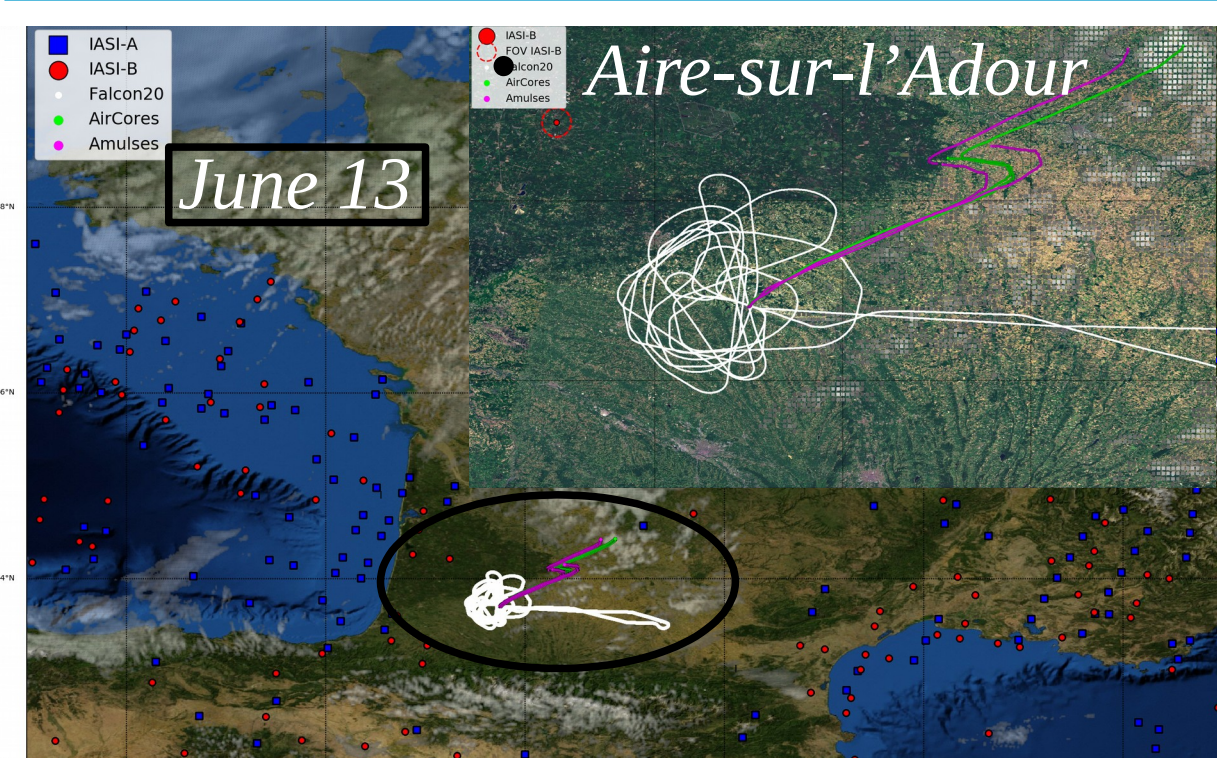 IASI-A
IASI-B
Falcon20
AirCores
Amulses
June 13
IASI-B
FOV IASI-B
alcon20
AirCores
Amulses
Aire-sur-l’Adour
8°N
6°N
4°N